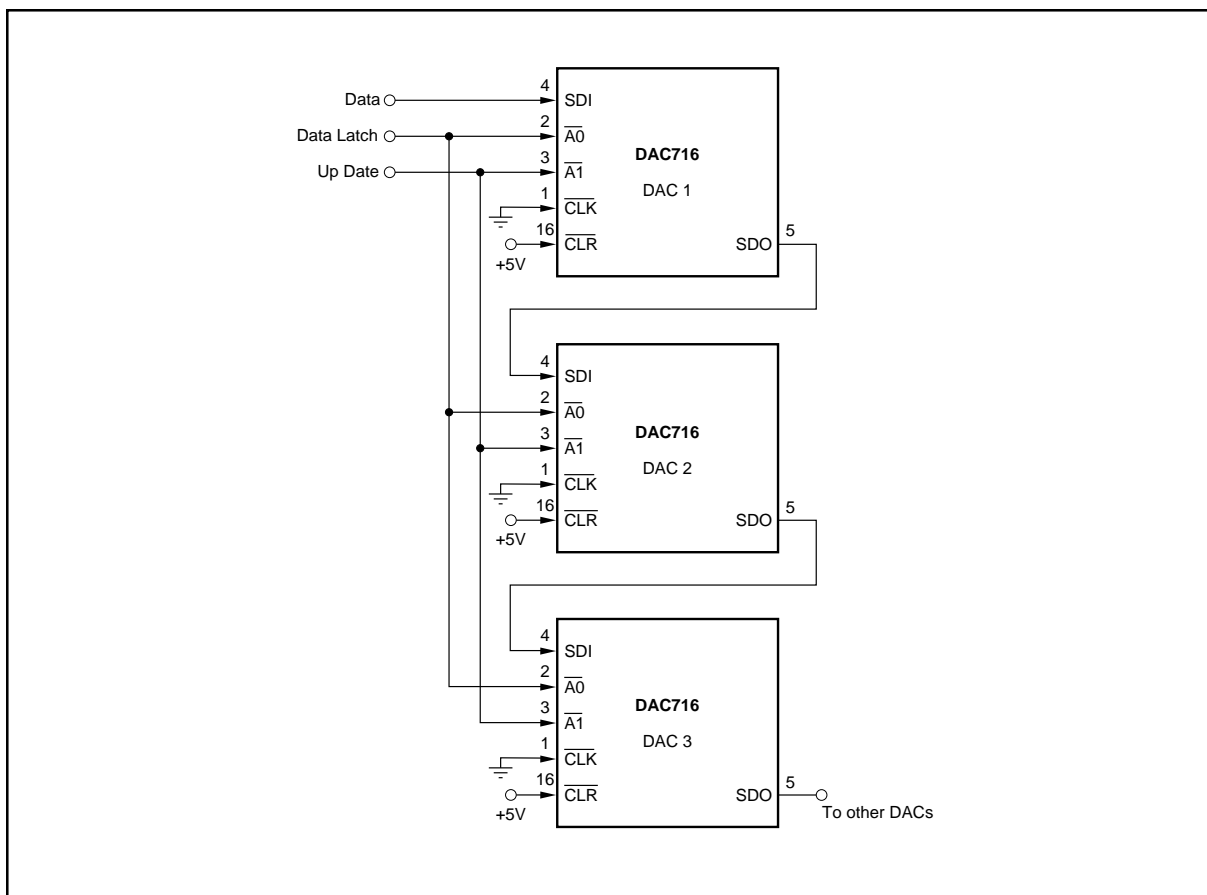 4
Data
SDI
2
Data Latch
A0
DAC716
3
Up Date
A1
DAC 1
1
CLK
16
5
CLR
SDO
+5V
4
SDI
2
A0
DAC716
3
A1
DAC 2
1
CLK
16
5
CLR
SDO
+5V
4
SDI
2
A0
DAC716
3
A1
DAC 3
1
CLK
16
5
CLR
SDO
To other DACs
+5V